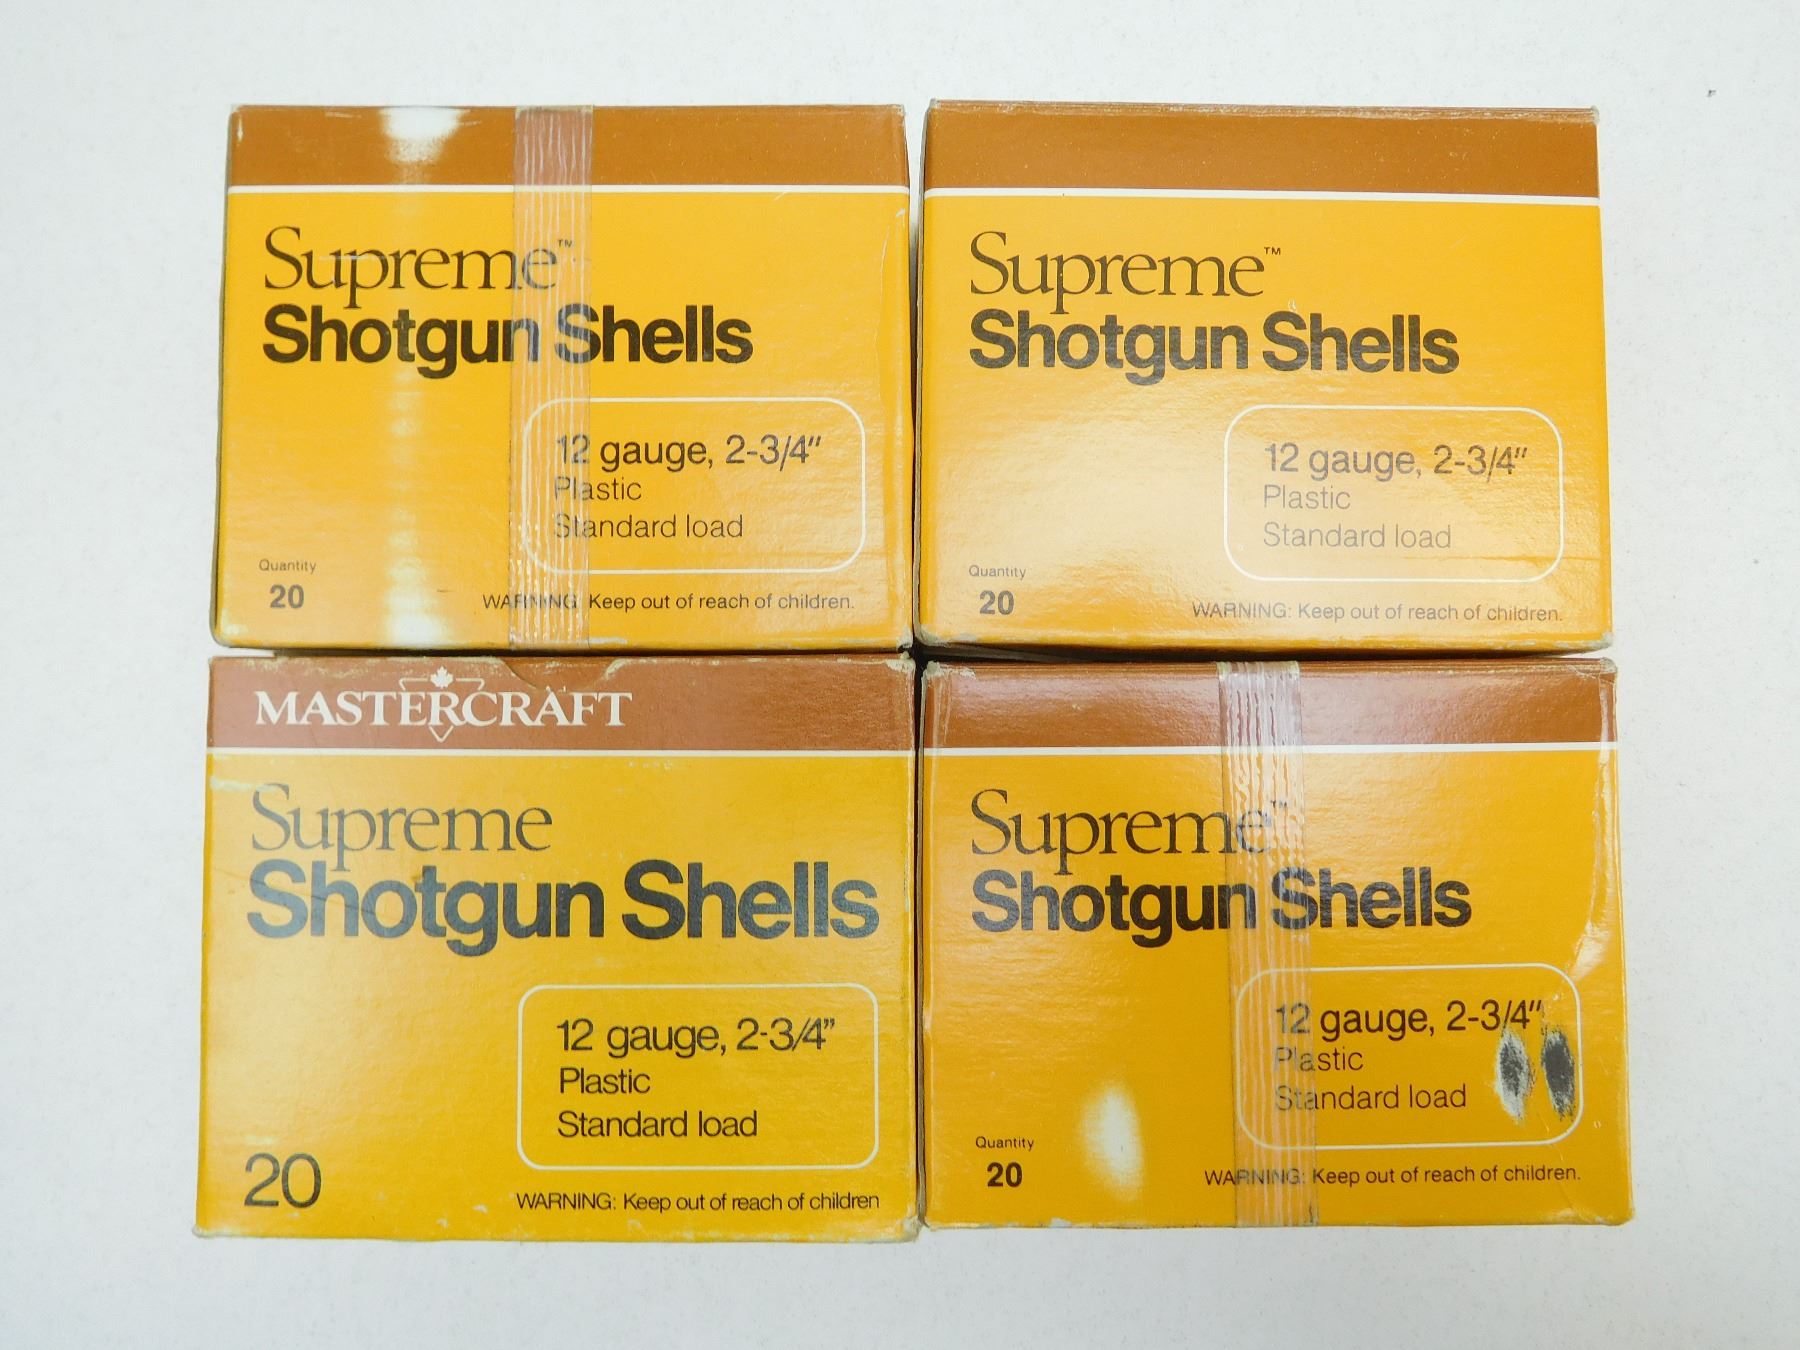 Supreme™
Shotgun Shells
12 gauge, 2-3/4"
Plastic
Standard load
Quantity
20
WARNING: Keep out of reach of children.
Supreme™
Shotgun Shells
12 gauge, 2-3/4"
Plastic
Standard load
Quantity
20
WARNING: Keep out of reach of children.
MASTERCRAFT
Supreme
Shotgun Shells
12 gauge, 2-3/4”
Plastic
Standard load
20
WARNING: Keep out of reach of children
Supreme™
Shotgun Shells
12 gauge, 2-3/4"
Plastic
Standard load
Quantity
20
WARNING: Keep out of reach of children.